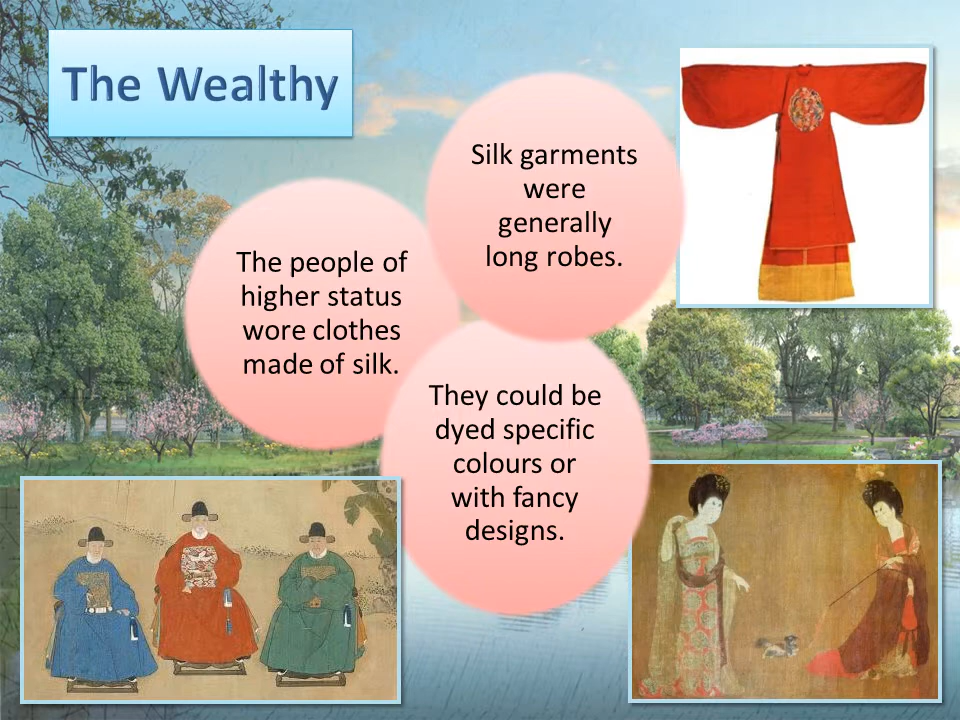 The Wealthy
The people of
higher status
wore clothes
made of silk.
Silk garments
were
generally
long robes.
They could be
dyed specific
colours or
with fancy
designs.